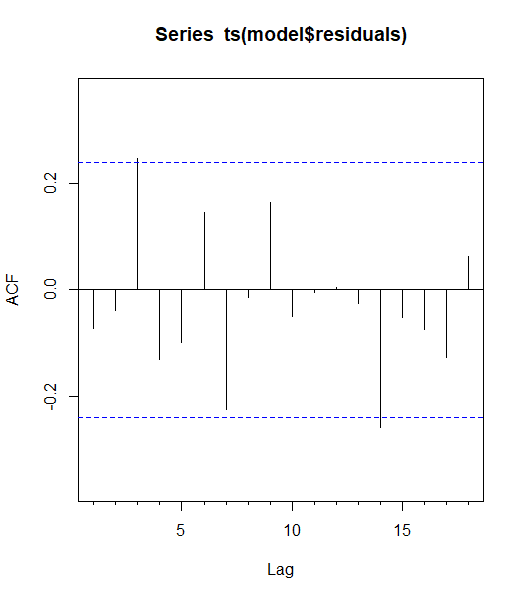 Series  ts(model$residuals)
ACF
0.2
0.0
-0.2
5 10 15
Lag